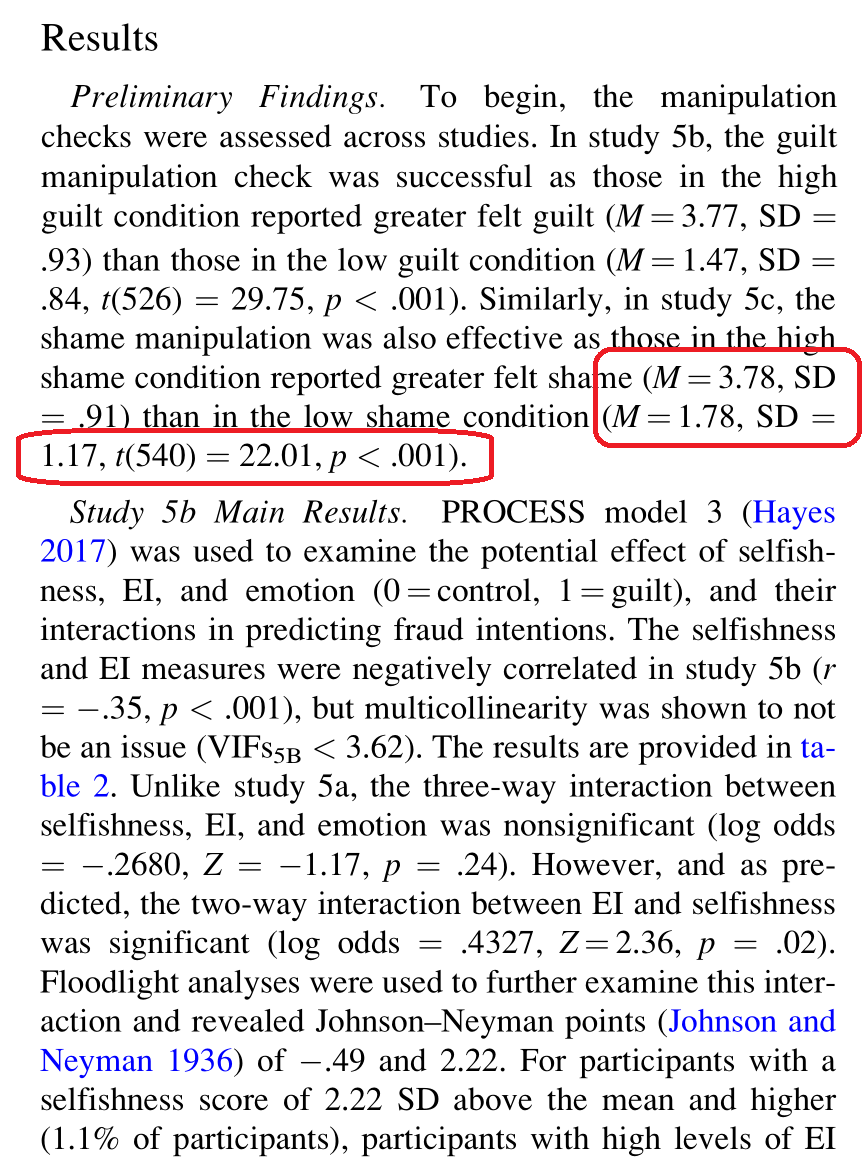 Results
Preliminary Findings. To begin, the manipulation
checks were assessed across studies. In study 5b, the guilt
manipulation check was successful as those in the high
guilt condition reported greater felt guilt (M = 3.77, SD =
.93) than those in the low guilt condition (M = 1.47, SD =
.84, t(526) = 29.75, p < .001). Similarly, in study 5c, the
shame manipulation was also effective as those in the high
shame condition reported greater felt shame (M = 3.78, SD
= .91) than in the low shame condition (M = 1.78, SD =
1.17, t(540) = 22.01, p < .001).
Study 5b Main Results. PROCESS model 3 (Hayes
2017) was used to examine the potential effect of selfish-
ness, EI, and emotion (0 = control, 1 = guilt), and their
interactions in predicting fraud intentions. The selfishness
and EI measures were negatively correlated in study 5b (r
= −.35, p < .001), but multicollinearity was shown to not
be an issue (VIFs5B < 3.62). The results are provided in ta-
ble 2. Unlike study 5a, the three-way interaction between
selfishness, EI, and emotion was nonsignificant (log odds
= −.2680, Z = −1.17, p = .24). However, and as pre-
dicted, the two-way interaction between EI and selfishness
was significant (log odds = .4327, Z = 2.36, p = .02).
Floodlight analyses were used to further examine this inter-
action and revealed Johnson–Neyman points (Johnson and
Neyman 1936) of −.49 and 2.22. For participants with a
selfishness score of 2.22 SD above the mean and higher
(1.1% of participants), participants with high levels of EI